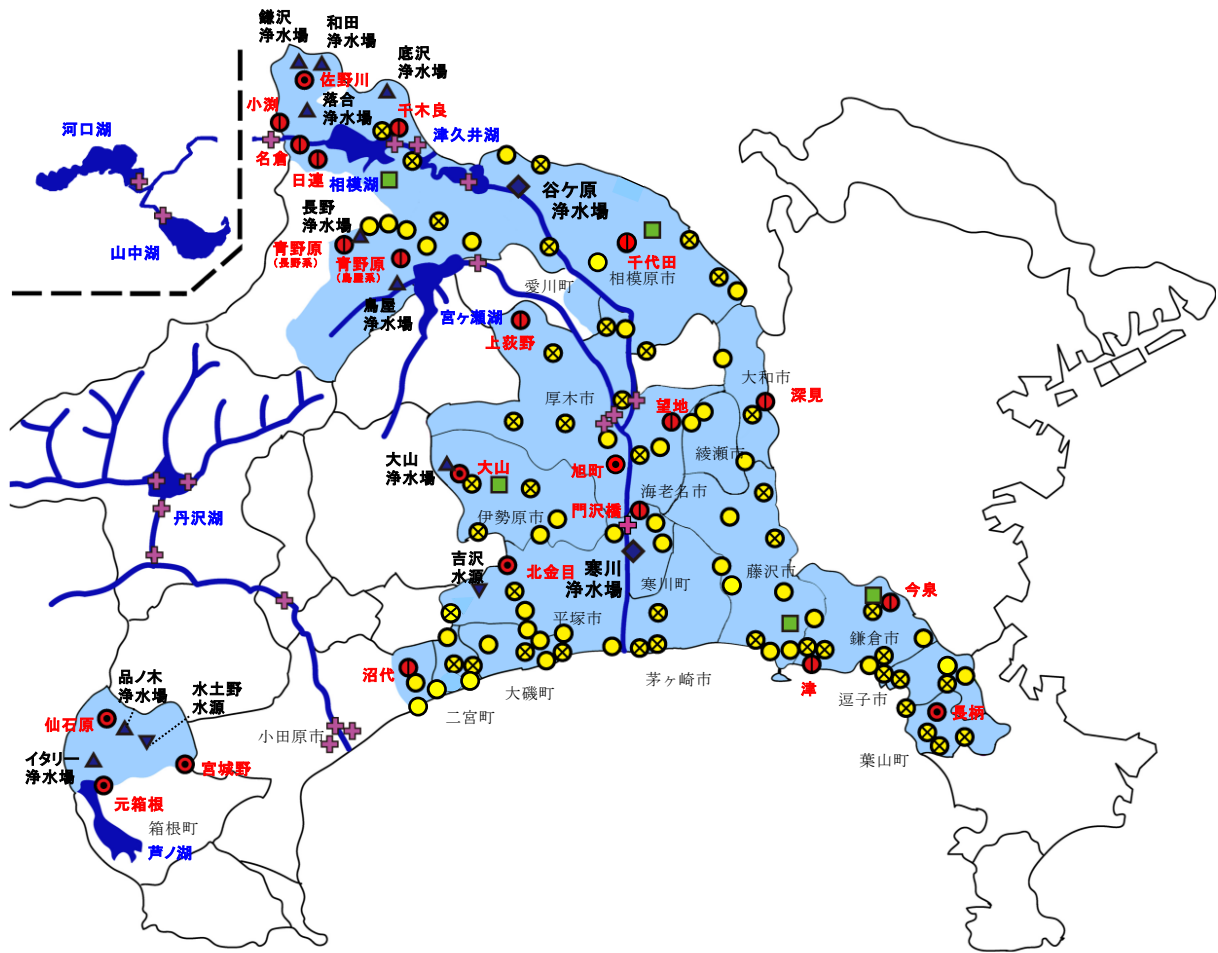 鎌沢
浄水場
和田
浄水場
底沢
浄水場
佐野川
小渕
落合
浄水場
千木良
津久井湖
河口湖
名倉
日連
相模湖
谷ケ原
浄水場
長野
浄水場
山中湖
青野原
(長野系)
青野原
(鳥屋系)
千代田
相模原市
愛川町
鳥屋
浄水場
宮ヶ瀬湖
上荻野
大和市
深見
厚木市
望地
綾瀬市
大山
浄水場
大山
旭町
海老名市
門沢橋
伊勢原市
丹沢湖
吉沢
水源
北金目
寒川
浄水場
寒川町
藤沢市
今泉
平塚市
鎌倉市
沼代
津
茅ヶ崎市
大磯町
二宮町
逗子市
長柄
葉山町
品ノ木
浄水場
水土野
水源
仙石原
小田原市
イタリー
浄水場
宮城野
元箱根
箱根町
芦ノ湖